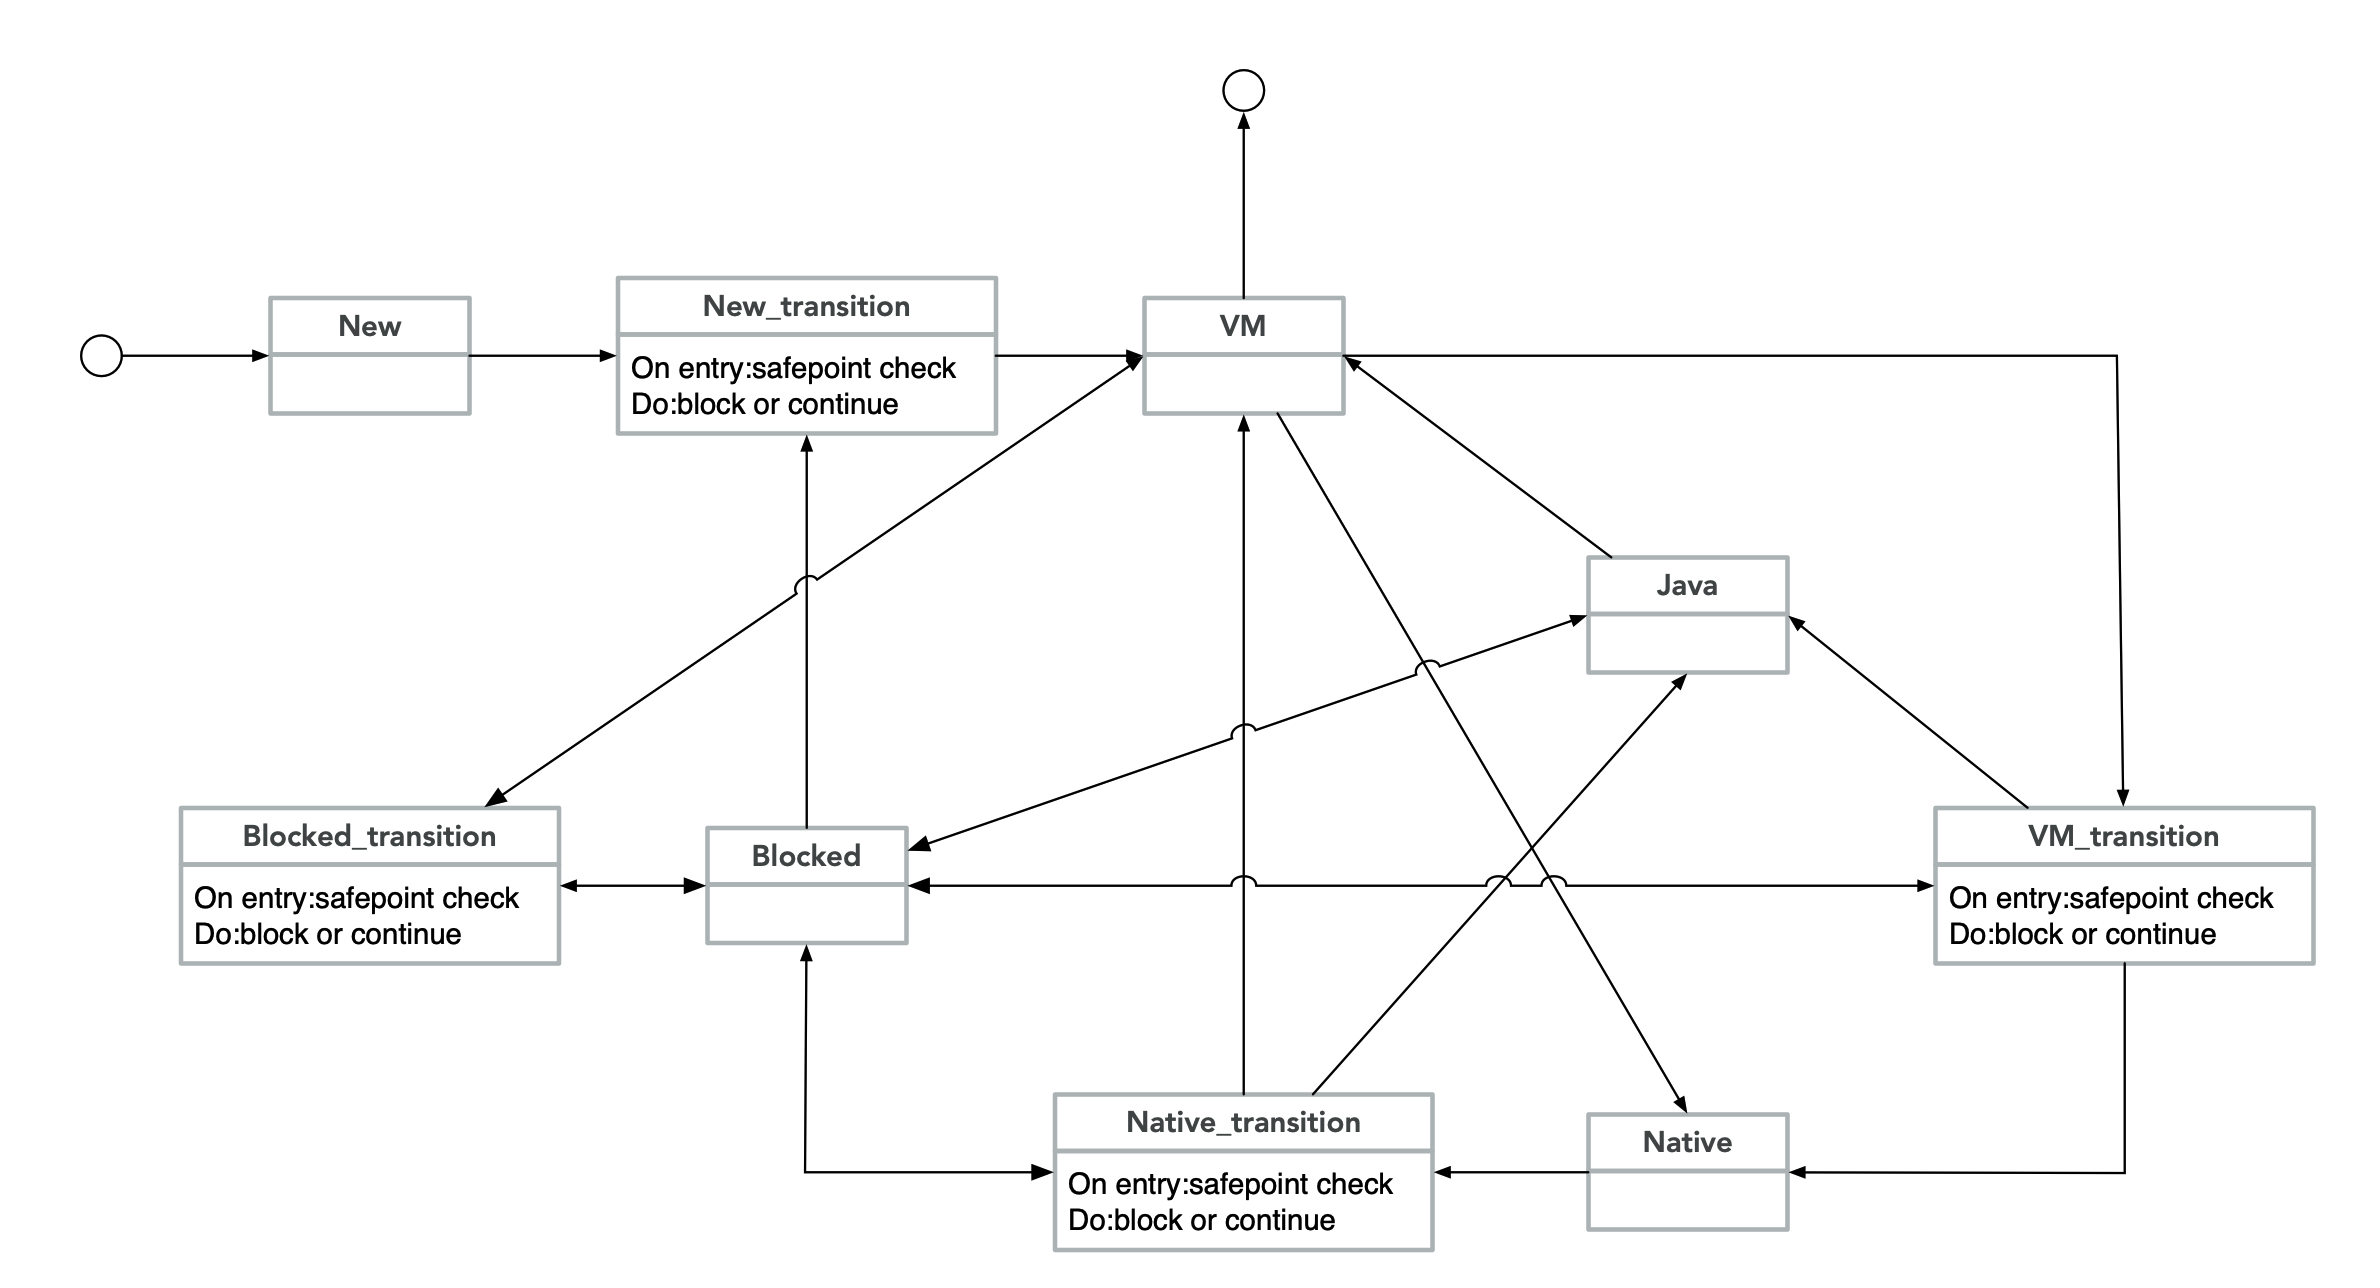 New
New_transition
On entry:safepoint check
Do:block or continue
VM
Java
Blocked_transition
On entry:safepoint check
Do:block or continue
Blocked
VM_transition
On entry:safepoint check
Do:block or continue
Native_transition
On entry:safepoint check
Do:block or continue
Native